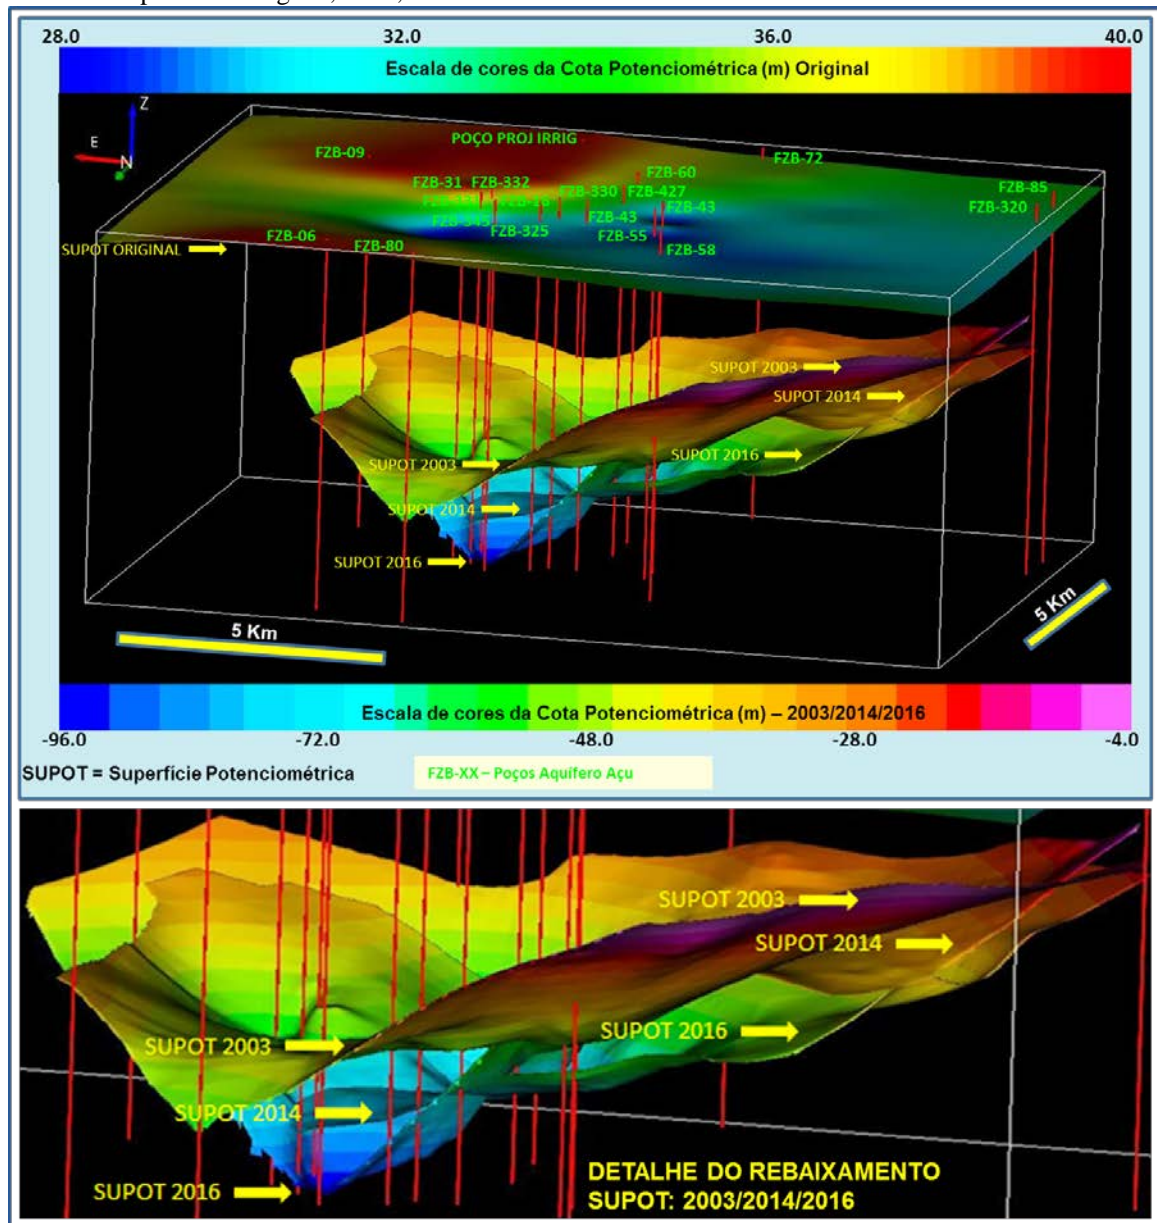 28.0 32.0 36.0 40.0
Escala de cores da Cota Potenciométrica (m) Original
Z
E
N
POÇO PROJ IRRIG
FZB-09
FZB-72
FZB-60
FZB-31 FZB-332
FZB-330 FZB-427
FZB-85
FZB-43
FZB-320
FZB-43
FZB-325
FZB-55
FZB-06
FZB-80
FZB-58
SUPOT ORIGINAL
SUPOT 2003
SUPOT 2014
SUPOT 2003
SUPOT 2016
SUPOT 2014
SUPOT 2016
5 Km
5 Km
Escala de cores da Cota Potenciométrica (m) – 2003/2014/2016
-96.0 -72.0 -48.0 -28.0 -4.0
SUPOT = Superfície Potenciométrica
FZB-XX – Poços Aquífero Açu
SUPOT 2003
SUPOT 2014
SUPOT 2016
SUPOT 2003
SUPOT 2014
SUPOT 2016
DETALHE DO REBAIXAMENTO
SUPOT: 2003/2014/2016